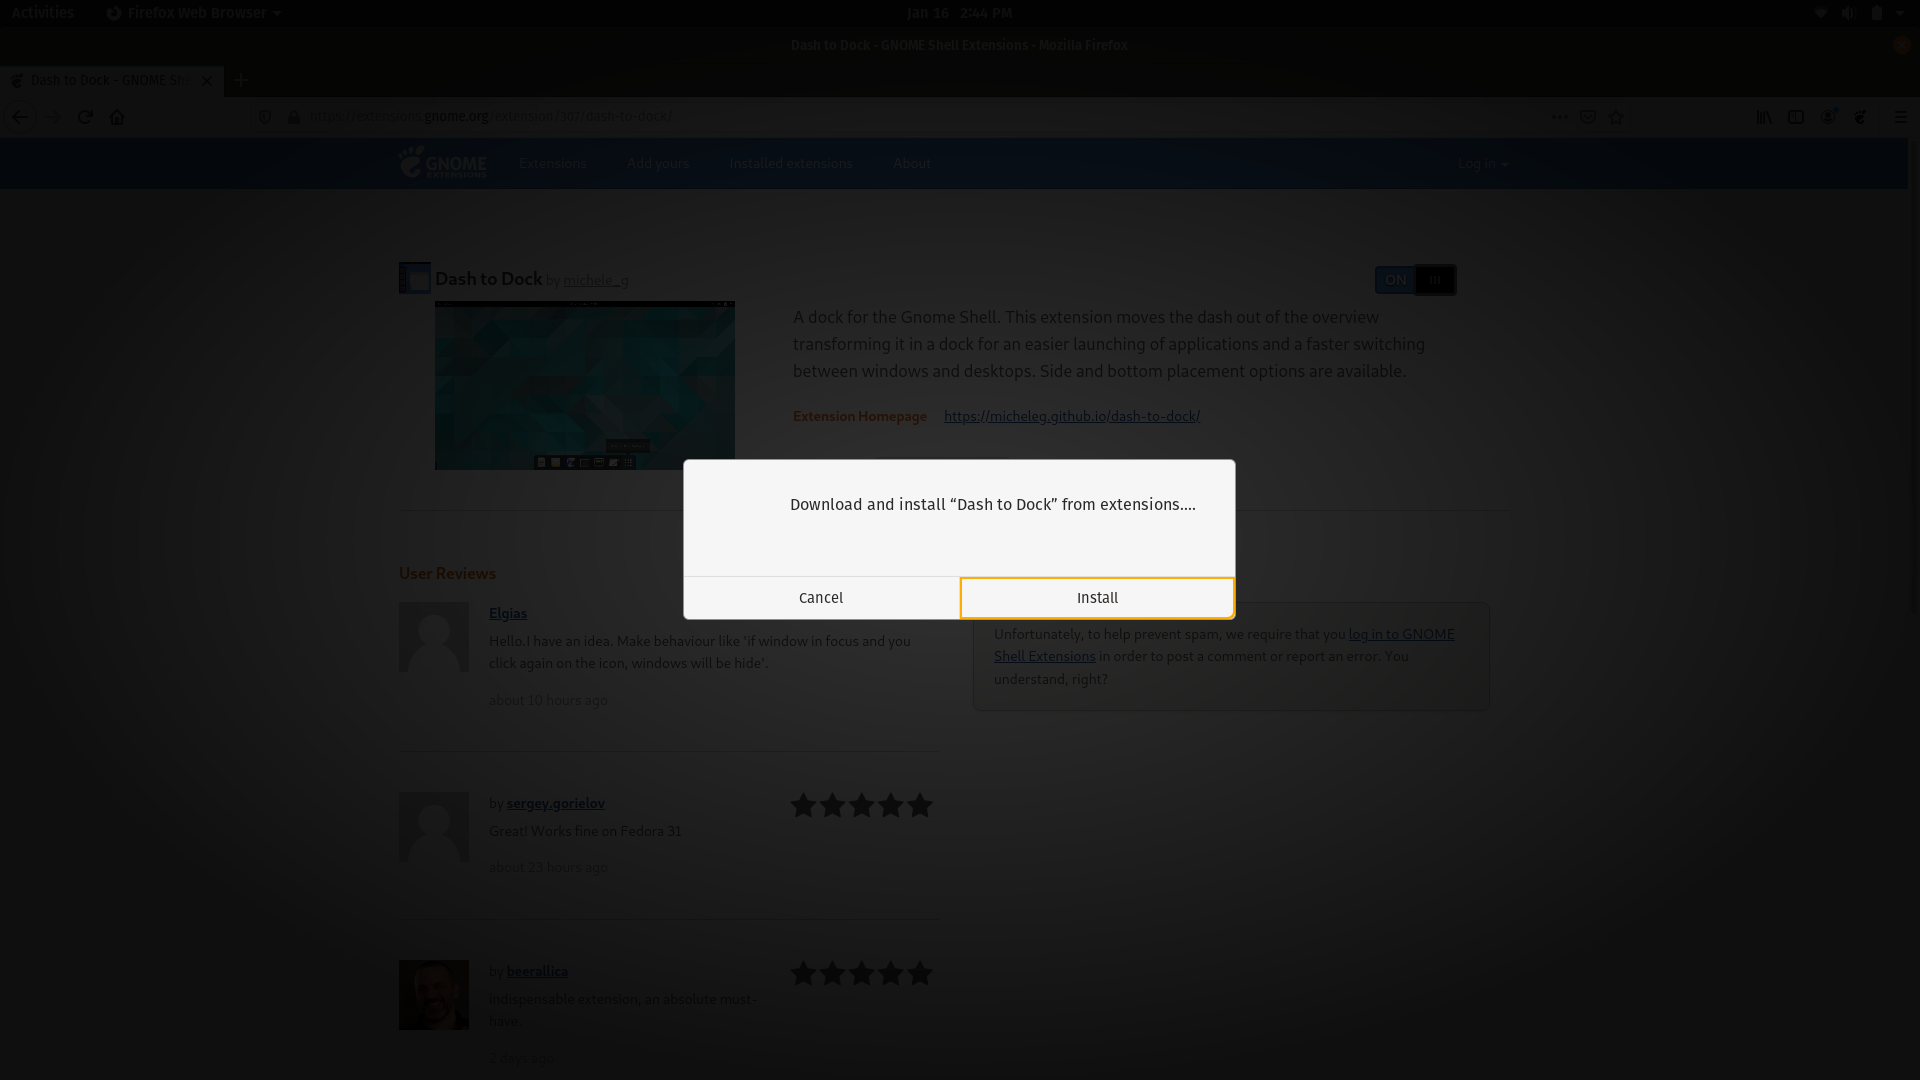 Activities
Firefox Web Browser
Jan 16 2:44 PM
Dash to Dock - GNOME Shell Extensions - Mozilla Firefox
Dash to Dock - GNOME She
https://extensions.gnome.org/extension/307/dash-to-dock/
GNOME EXTENSIONS
Extensions
Add yours
Installed extensions
About
Log in
Dash to Dock by michele_g
ON
A dock for the Gnome Shell. This extension moves the dash out of the overview
transforming it in a dock for an easier launching of applications and a faster switching
between windows and desktops. Side and bottom placement options are available.
Extension Homepage https://micheleg.github.io/dash-to-dock/
Download and install “Dash to Dock” from extensions....
Cancel
Install
User Reviews
Elgias
Hello.I have an idea. Make behaviour like 'if window in focus and you
click again on the icon, windows will be hide'.
about 10 hours ago
Unfortunately, to help prevent spam, we require that you log in to GNOME
Shell Extensions in order to post a comment or report an error. You
understand, right?
by sergey.gorielov
Great! Works fine on Fedora 31
about 23 hours ago
by beerallica
indispensable extension, an absolute must-
have
2 days ago